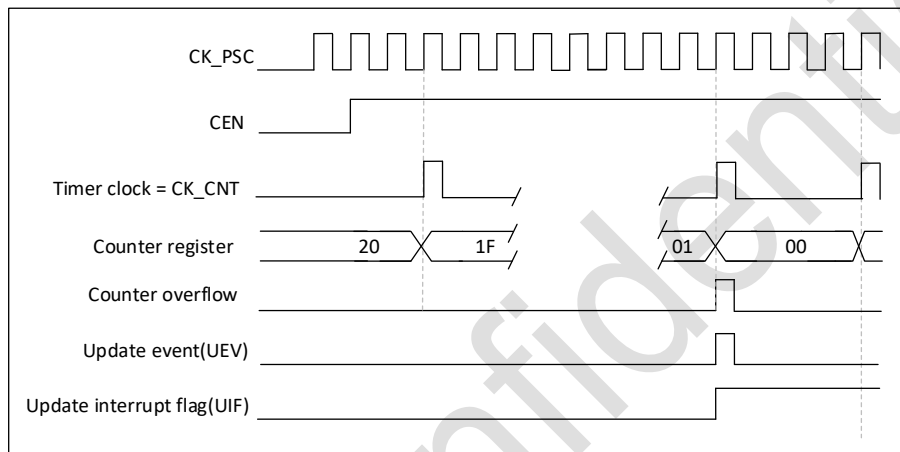 CK_PSC
CEN
Timer clock = CK_CNT
Counter register 20 1F 01 00
Counter overflow
Update event(UEV)
Update interrupt flag(UIF)